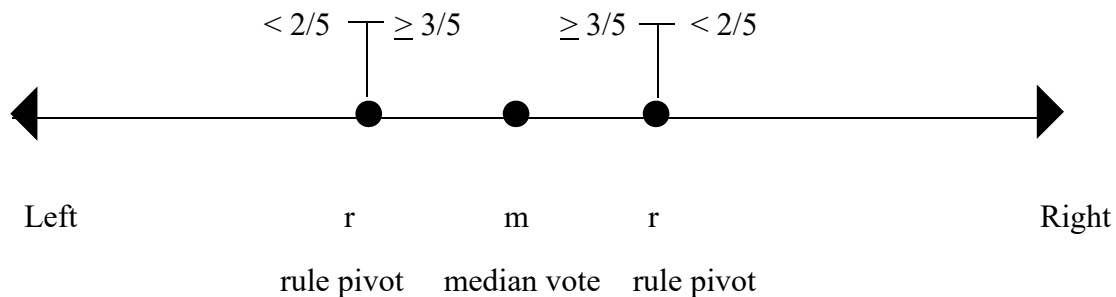 < 2/5 ≥ 3/5 ≥ 3/5 < 2/5
Left r m r Right
rule pivot median vote rule pivot